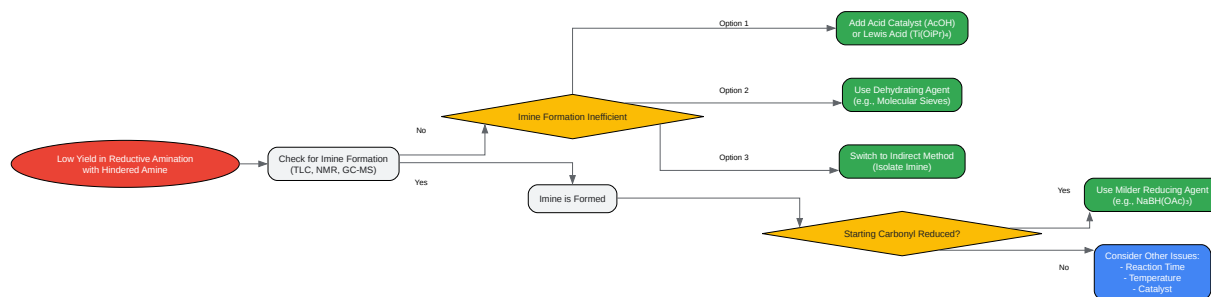 Low Yield in Reductive Amination
with Hindered Amine
Check for Imine Formation
(TLC, NMR, GC-MS)
No
Yes
Imine Formation Inefficient
Option 1
Add Acid Catalyst (AcOH)
or Lewis Acid (Ti(OiPr)₄)
Option 2
Use Dehydrating Agent
(e.g., Molecular Sieves)
Option 3
Switch to Indirect Method
(Isolate Imine)
Imine is Formed
Starting Carbonyl Reduced?
Yes
Use Milder Reducing Agent
(e.g., NaBH(OAc)₃)
No
Consider Other Issues:
- Reaction Time
- Temperature
- Catalyst